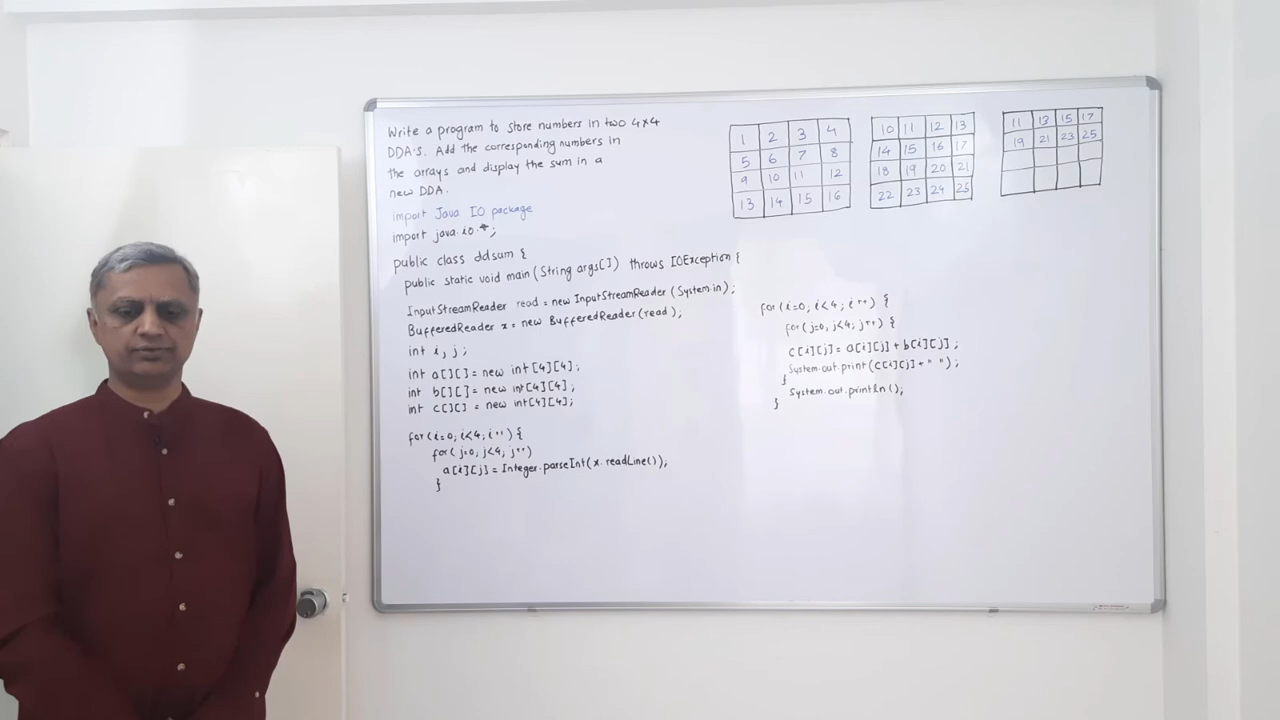 Write a program to store numbers in two 4x4
DDA'S. Add the corresponding numbers in
the arrays and display the sum in a
new DDA.
import Java IO package
import java.io.*;
public class ddsum {
public static void main(String args[]) throws IOException {
InputStreamReader read = new InputStreamReader(System.in);
BufferedReader x = new BufferedReader(read);
int i, j;
int a[][] = new int[4][4];
int b[][] = new int[4][4];
int c[][] = new int[4][4];
for(i=0; i<4; i++) {
for(j=0; j<4; j++)
a[i][j] = Integer.parseInt(x.readLine());
}
for(i=0; i<4; i++) {
for(j=0; j<4; j++) {
c[i][j] = a[i][j] + b[i][j];
System.out.print(c[i][j]+" ");
}
System.out.println();
}
1 2 3 4
5 6 7 8
9 10 11 12
13 14 15 16
10 11 12 13
14 15 16 17
18 19 20 21
22 23 24 25
11 13 15 17
19 21 23 25